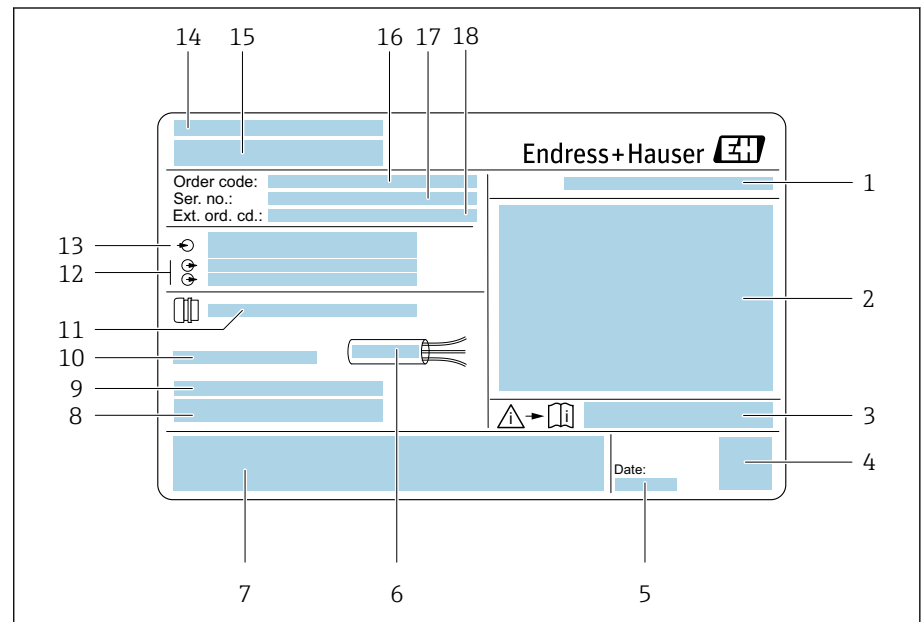 14 15 16 17 18
Endress+Hauser EH
Order code:
Ser. no.:
Ext. ord. cd.:
1
13
12
2
11
10
9
8
i i
3
Date:
4
7 6 5